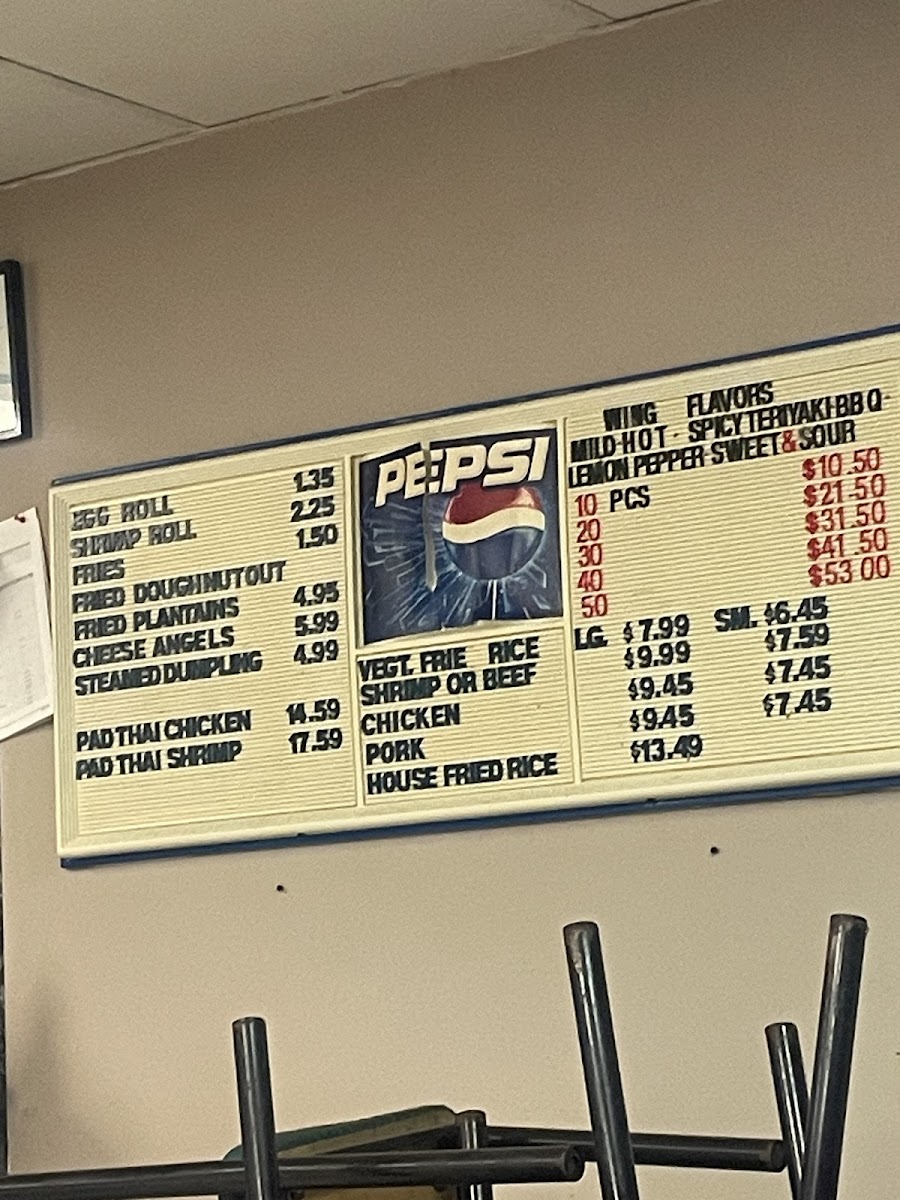 EGG ROLL 1.35
SHRIMP ROLL 2.25
FRIES 1.50
FRIED DOUGHNUT OUT
FRIED PLANTAINS 4.95
CHEESE ANGELS 5.99
STEAMED DUMPLING 4.99
PAD THAI CHICKEN 14.59
PAD THAI SHRIMP 17.59
PEPSI
VEGT. FRIE RICE
SHRIMP OR BEEF
CHICKEN
PORK
HOUSE FRIED RICE
WING FLAVORS
MILD-HOT - SPICY TERIYAKI-BBQ-
LEMON PEPPER-SWEET & SOUR
10 PCS $10.50
20 $21.50
30 $31.50
40 $41.50
50 $53 00
LG. $7.99 SM. $6.45
$9.99 $7.59
$9.45 $7.45
$9.45 $7.45
$13.49